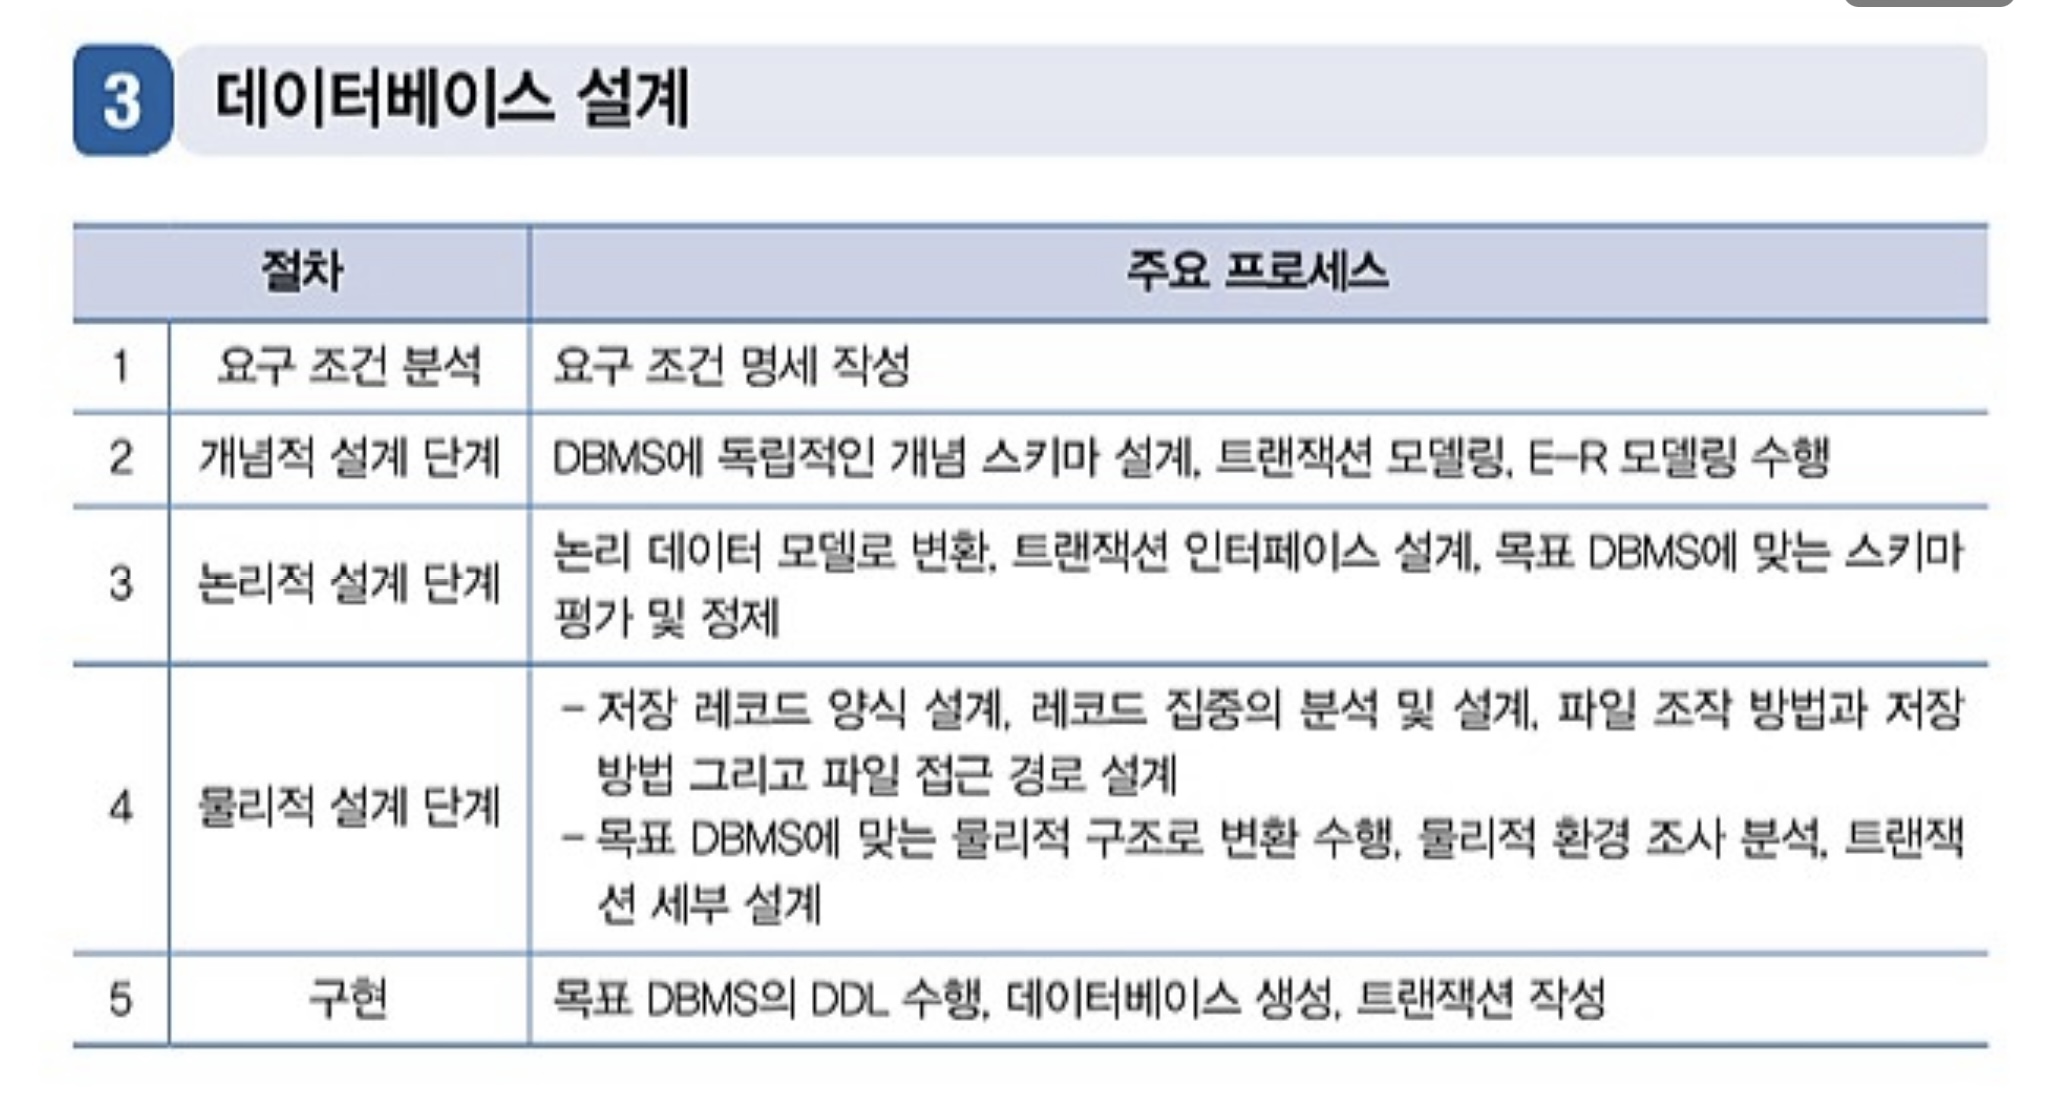 3 데이터베이스 설계
절차 주요 프로세스
1 요구 조건 분석 요구 조건 명세 작성
2 개념적 설계 단계 DBMS에 독립적인 개념 스키마 설계, 트랜잭션 모델링, E-R 모델링 수행
3 논리적 설계 단계 논리 데이터 모델로 변환, 트랜잭션 인터페이스 설계, 목표 DBMS에 맞는 스키마
평가 및 정제
4 물리적 설계 단계 - 저장 레코드 양식 설계, 레코드 집중의 분석 및 설계, 파일 조작 방법과 저장
방법 그리고 파일 접근 경로 설계
- 목표 DBMS에 맞는 물리적 구조로 변환 수행, 물리적 환경 조사 분석, 트랜잭
션 세부 설계
5 구현 목표 DBMS의 DDL 수행, 데이터베이스 생성, 트랜잭션 작성